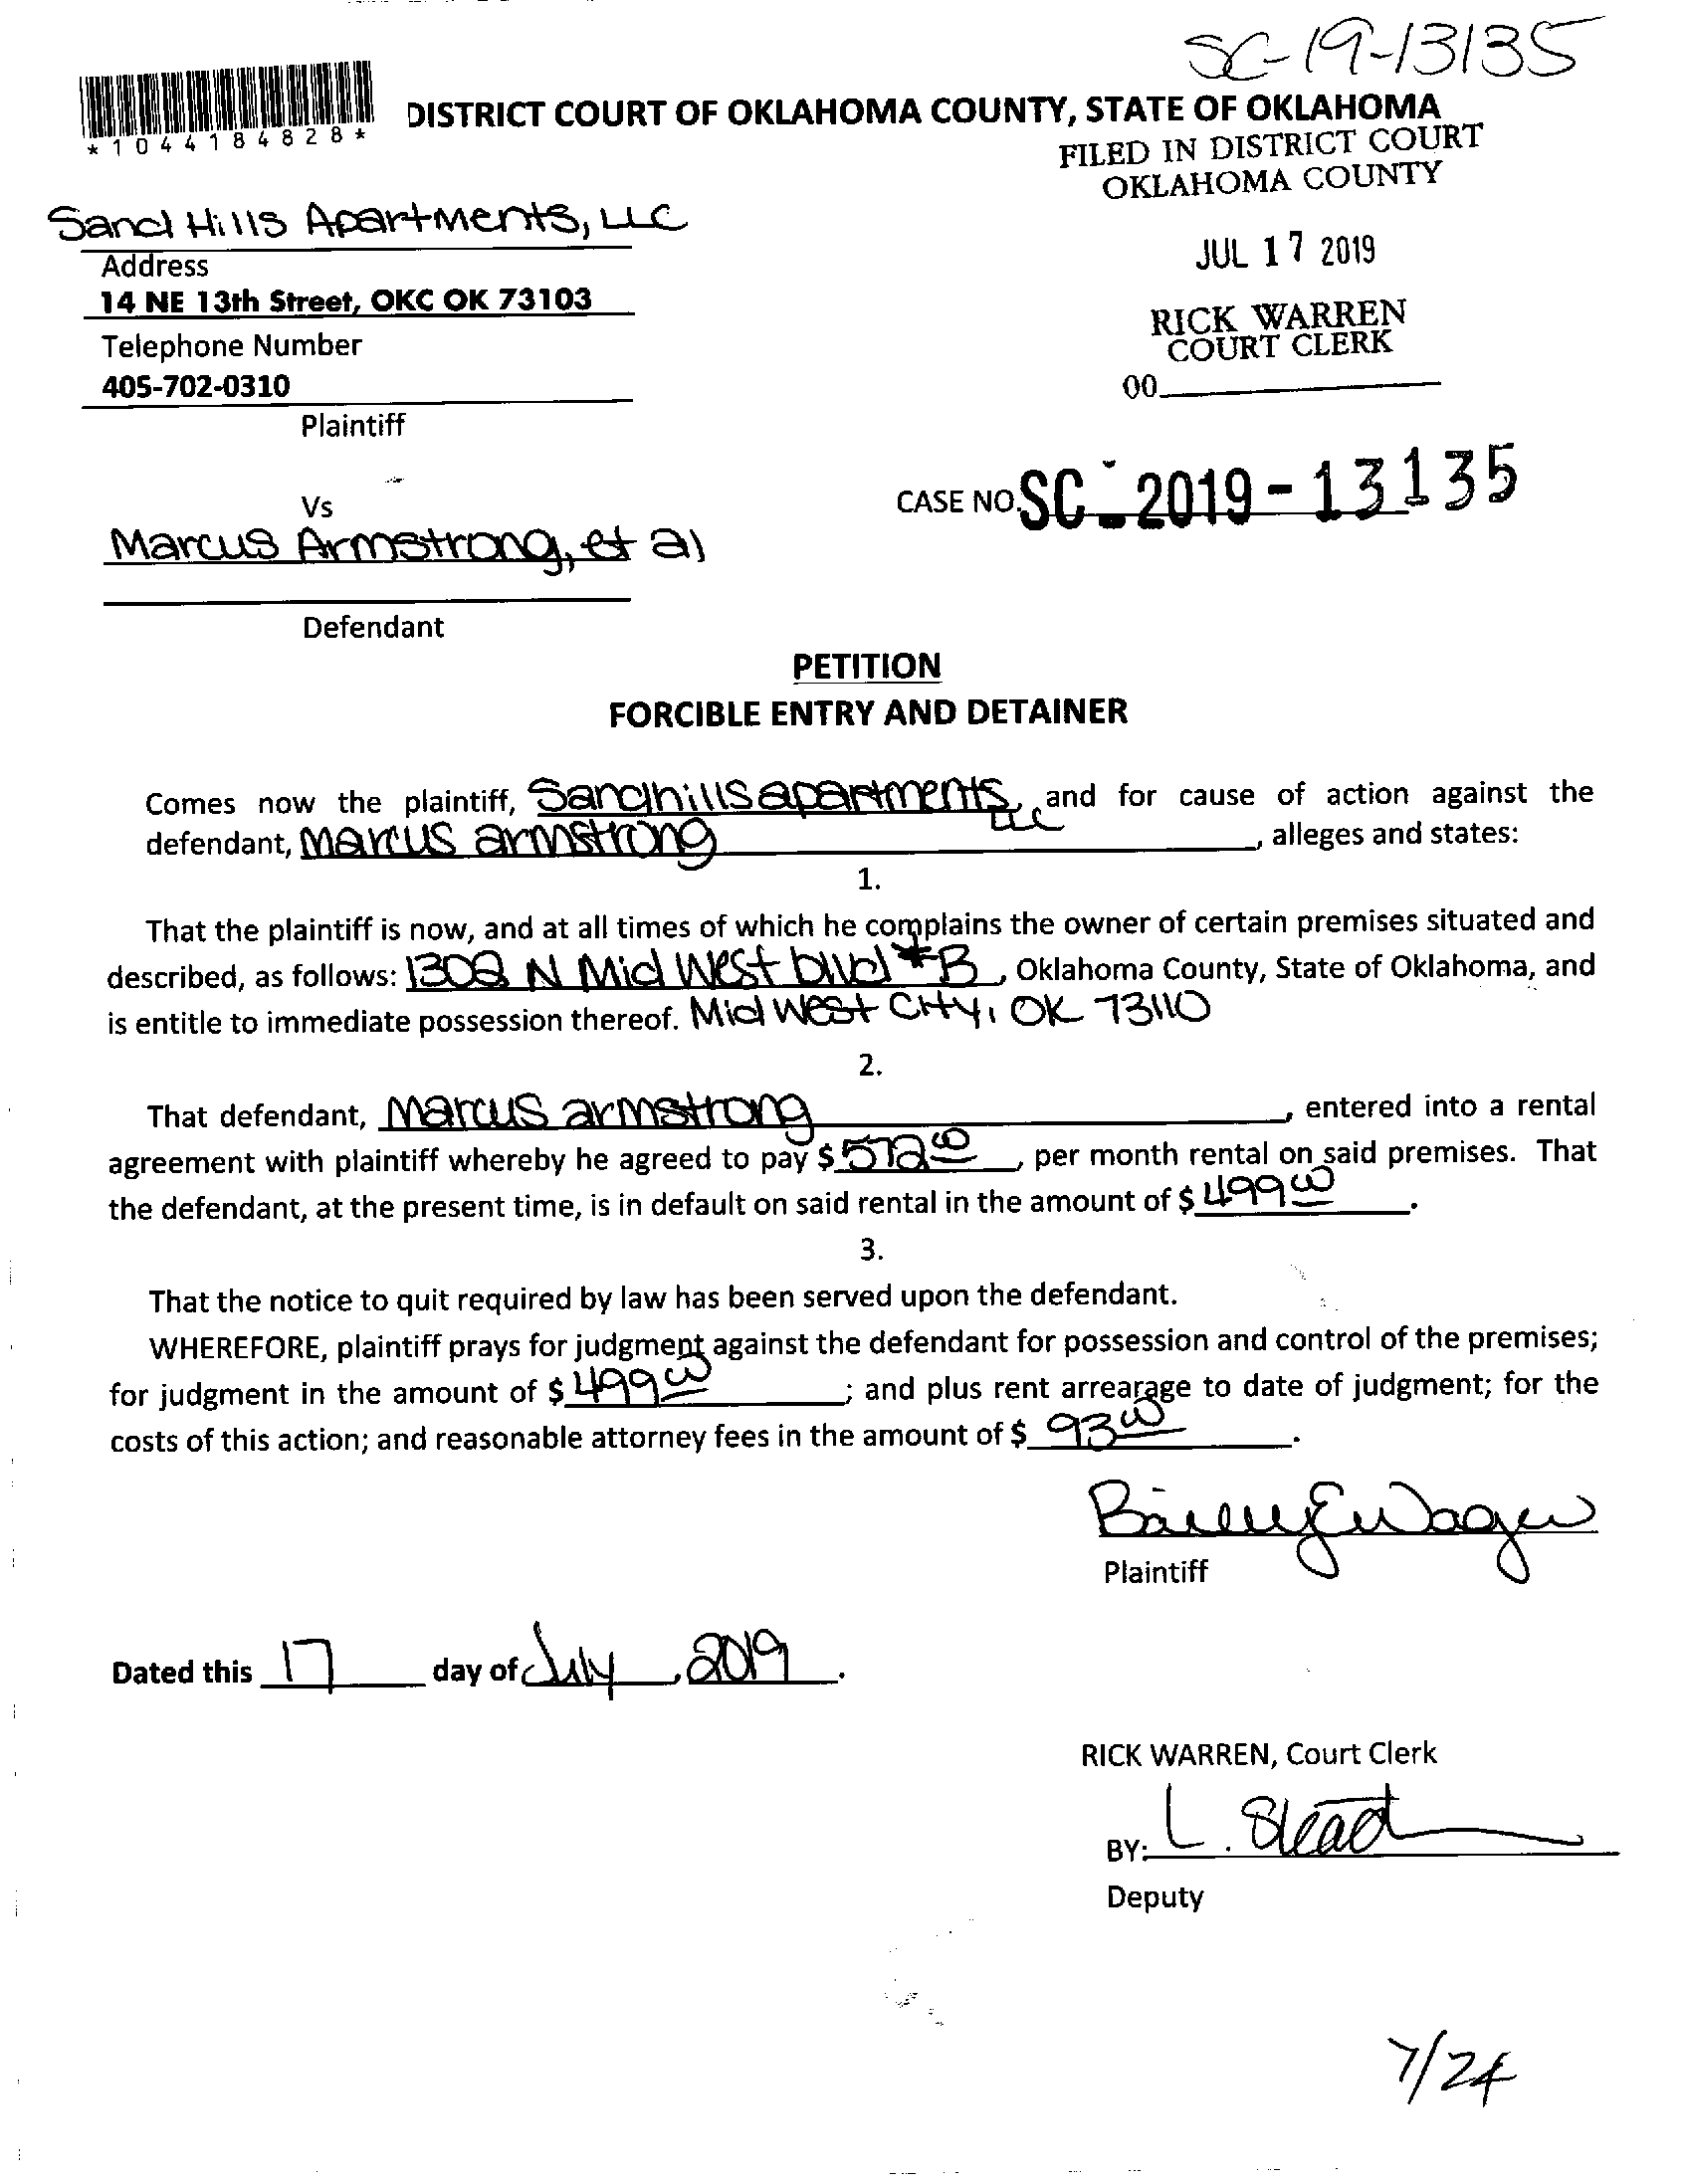 SC-19-13135
DISTRICT COURT OF OKLAHOMA COUNTY, STATE OF OKLAHOMA
*1044184828*
FILED IN DISTRICT COURT
OKLAHOMA COUNTY
Sand Hills Apartments, LLC
JUL 17 2019
Address
14 NE 13th Street, OKC OK 73103
RICK WARREN
COURT CLERK
Telephone Number
405-702-0310
00
Plaintiff
Vs
CASE NO. SC-2019-13135
Marcus Armstrong, et al
Defendant
PETITION
FORCIBLE ENTRY AND DETAINER
Comes now the plaintiff, Sandhills apartments LLC, and for cause of action against the
defendant, Marcus armstrong, alleges and states:
1.
That the plaintiff is now, and at all times of which he complains the owner of certain premises situated and
described, as follows: 1302 N Mid West blvd #B, Oklahoma County, State of Oklahoma, and
is entitle to immediate possession thereof. Mid West City, OK 73110
2.
That defendant, Marcus armstrong, entered into a rental
agreement with plaintiff whereby he agreed to pay $ 572 00, per month rental on said premises. That
the defendant, at the present time, is in default on said rental in the amount of $ 499 00.
3.
That the notice to quit required by law has been served upon the defendant.
WHEREFORE, plaintiff prays for judgment against the defendant for possession and control of the premises;
for judgment in the amount of $ 499 00; and plus rent arrearage to date of judgment; for the
costs of this action; and reasonable attorney fees in the amount of $ 93 00.
Plaintiff
Dated this 17 day of July, 2019.
RICK WARREN, Court Clerk
BY: L. Stead
Deputy
7/24